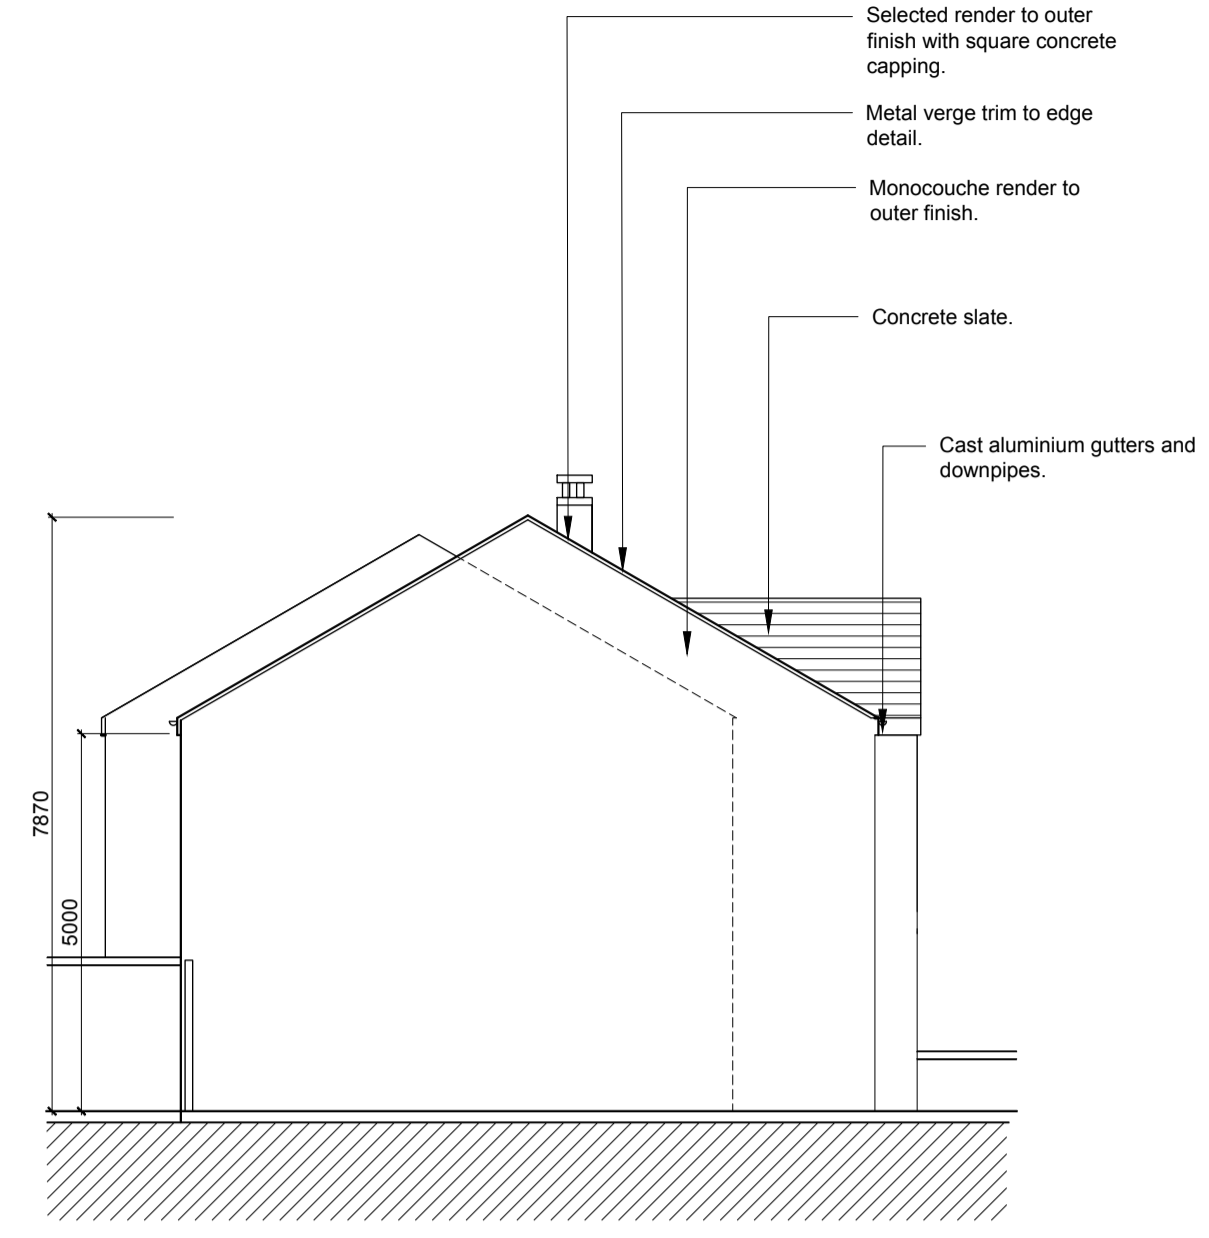 Selected render to outer
finish with square concrete
capping.
Metal verge trim to edge
detail.
Monocouche render to
outer finish.
Concrete slate.
Cast aluminium gutters and
downpipes.
7870
5000